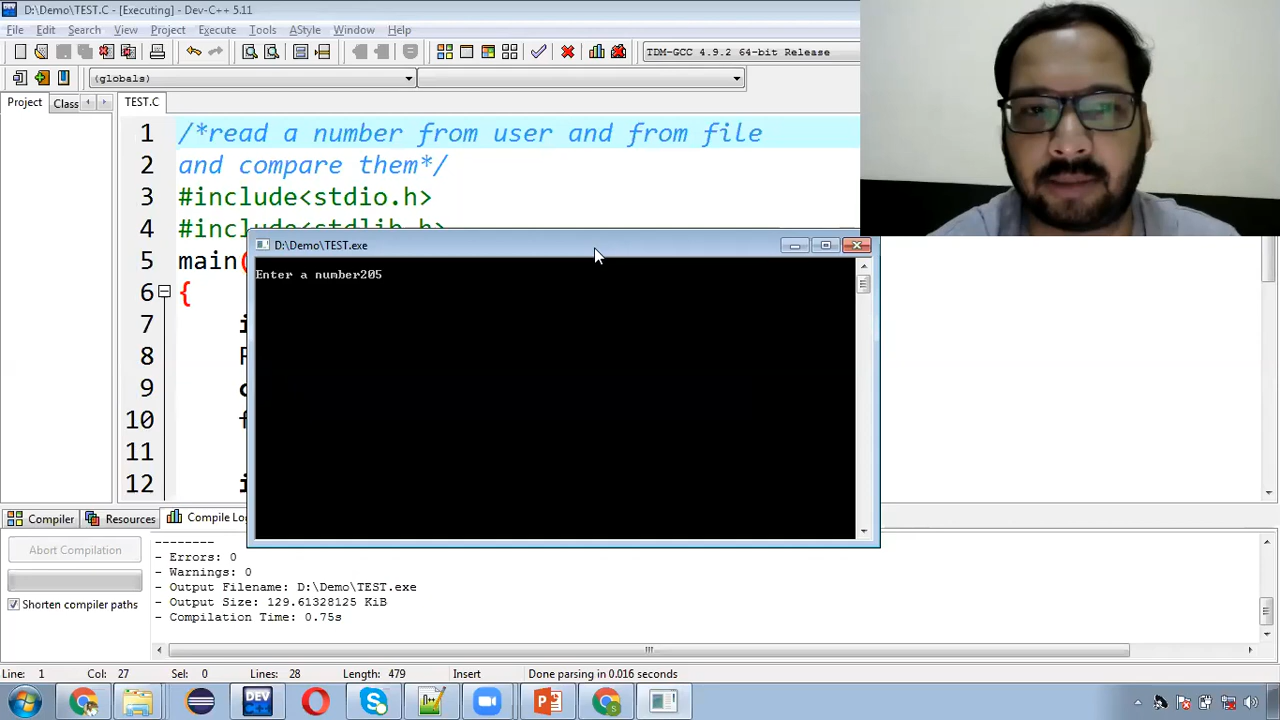 D:\Demo\TEST.C - [Executing] - Dev-C++ 5.11
File Edit Search View Project Execute Tools AStyle Window Help
TDM-GCC 4.9.2 64-bit Release
(globals)
Project Class TEST.C
1 /*read a number from user and from file
2 and compare them*/
3 #include<stdio.h>
4 #include<stdlib.h>
D:\Demo\TEST.exe
5 main(
Enter a number205
6 {
7 i
8 F
9 c
10 f
11
12 i
Compiler Resources Compile Log
Abort Compilation
Shorten compiler paths
--------
- Errors: 0
- Warnings: 0
- Output Filename: D:\Demo\TEST.exe
- Output Size: 129.61328125 KiB
- Compilation Time: 0.75s
Line: 1 Col: 27 Sel: 0 Lines: 28 Length: 479 Insert Done parsing in 0.016 seconds
DEV C++